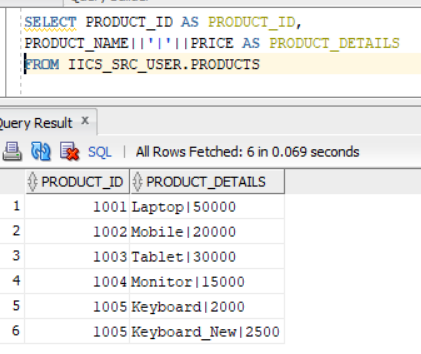 SELECT PRODUCT_ID AS PRODUCT_ID,
PRODUCT_NAME||'|'||PRICE AS PRODUCT_DETAILS
FROM IICS_SRC_USER.PRODUCTS
Query Result x
SQL | All Rows Fetched: 6 in 0.069 seconds
PRODUCT_ID PRODUCT_DETAILS
1 1001 Laptop|50000
2 1002 Mobile|20000
3 1003 Tablet|30000
4 1004 Monitor|15000
5 1005 Keyboard|2000
6 1005 Keyboard_New|2500